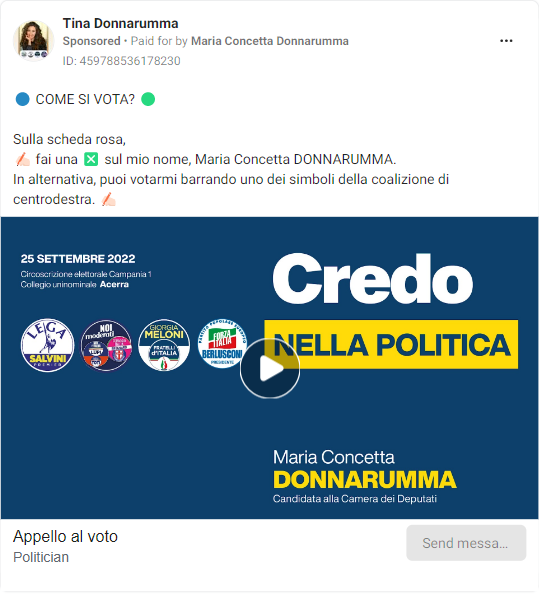 Tina Donnarumma
Sponsored • Paid for by Maria Concetta Donnarumma
ID: 459788536178230
COME SI VOTA?
Sulla scheda rosa,
✍🏻 fai una ❎ sul mio nome, Maria Concetta DONNARUMMA.
In alternativa, puoi votarmi barrando uno dei simboli della coalizione di
centrodestra. ✍🏻
25 SETTEMBRE 2022
Circoscrizione elettorale Campania 1
Collegio uninominale Acerra
Credo
NELLA POLITICA
LEGA
SALVINI
PREMIER
NOI
moderati
GIORGIA
MELONI
FRATELLI
d'ITALIA
FORZA
ITALIA
BERLUSCONI
PRESIDENTE
Maria Concetta
DONNARUMMA
Candidata alla Camera dei Deputati
Appello al voto
Politician
Send messa...